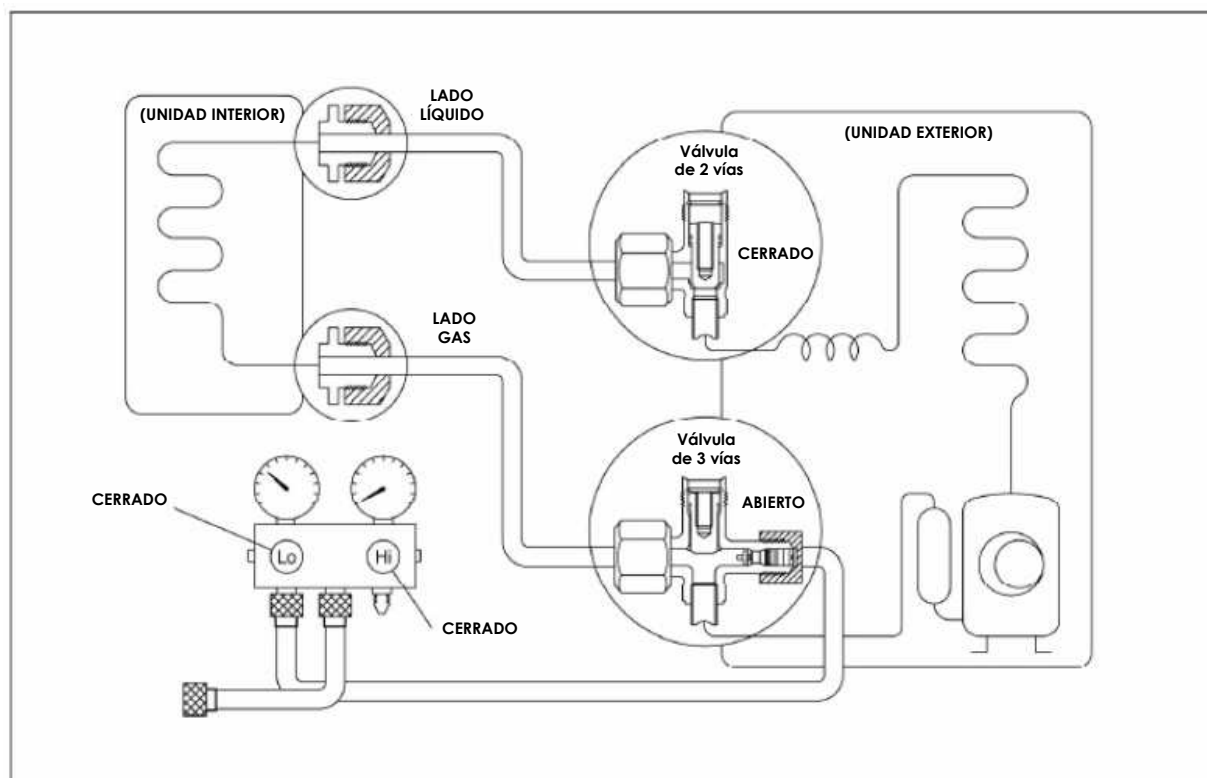 (UNIDAD INTERIOR)
LADO
LÍQUIDO
Válvula
de 2 vías
(UNIDAD EXTERIOR)
CERRADO
LADO
GAS
Válvula
de 3 vías
ABIERTO
CERRADO
Lo
Hi
CERRADO